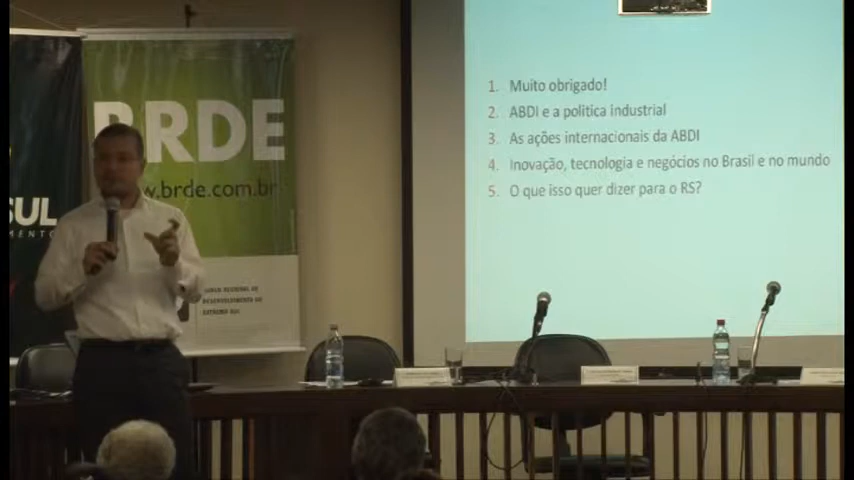 BRDE
www.brde.com.br
SUL
1. Muito obrigado!
2. ABDI e a politica industrial
3. As ações internacionais da ABDI
4. Inovação, tecnologia e negócios no Brasil e no mundo
5. O que isso quer dizer para o RS?